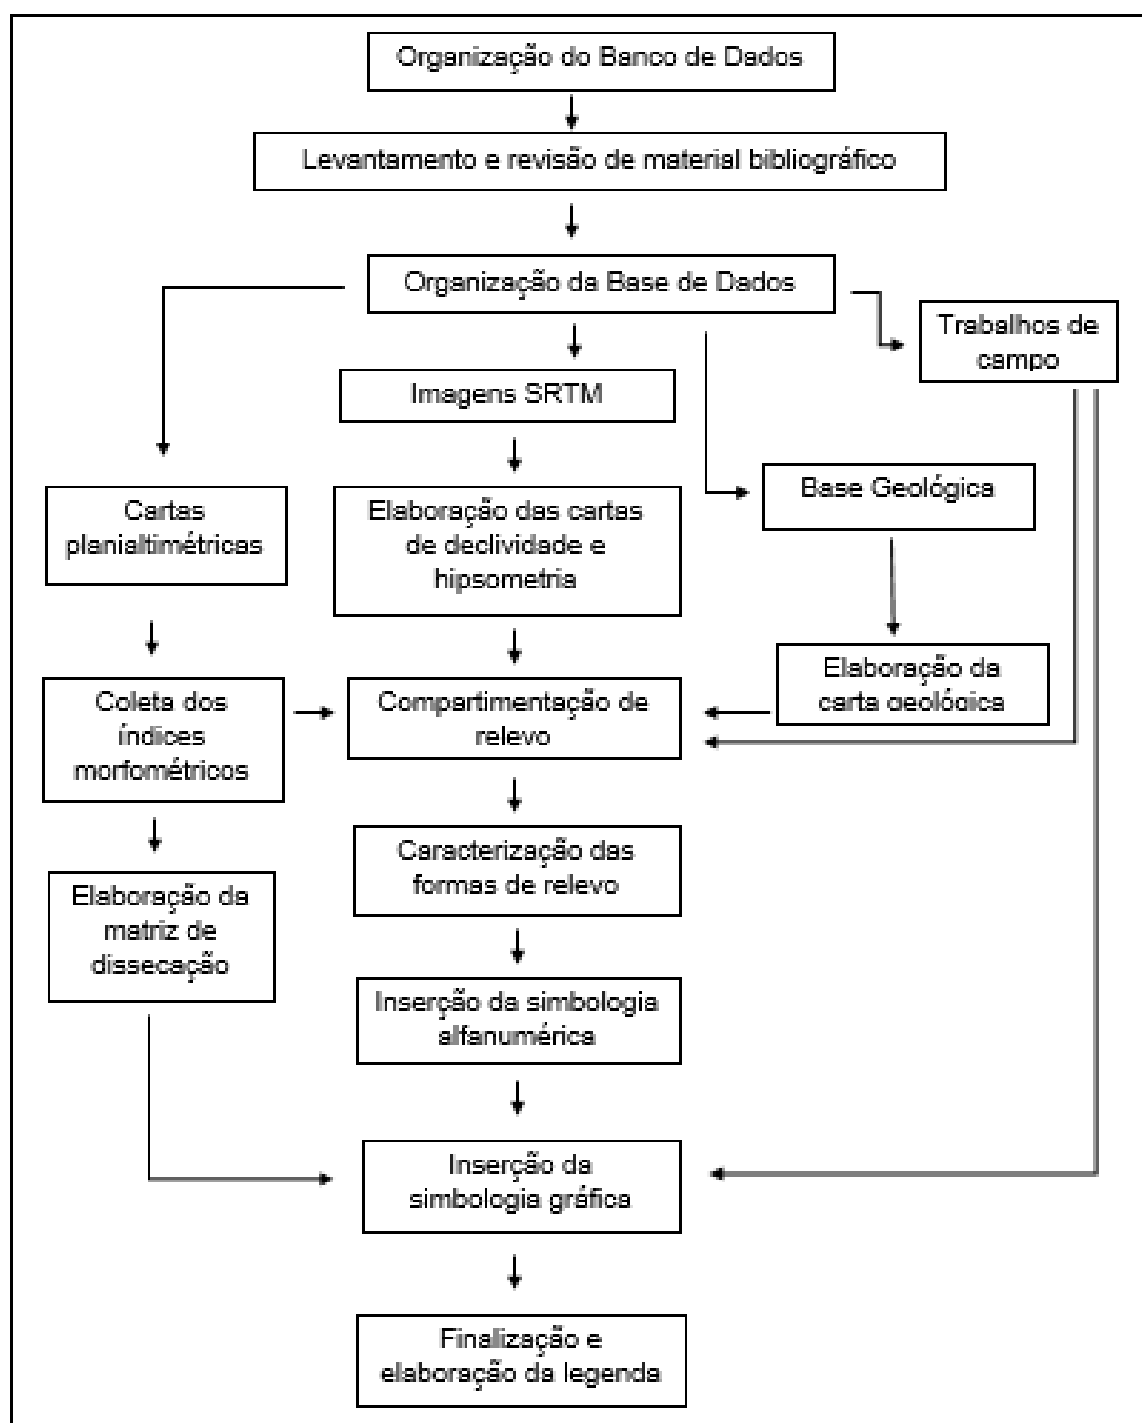 Organização do Banco de Dados
Levantamento e revisão de material bibliográfico
Organização da Base de Dados
Trabalhos de
campo
Imagens SRTM
Base Geológica
Cartas
planialtimétricas
Elaboração das cartas
de declividade e
hipsometria
Elaboração da
carta geológica
Coleta dos
índices
morfométricos
Compartimentação de
relevo
Caracterização das
formas de relevo
Elaboração da
matriz de
dissecação
Inserção da simbologia
alfanumérica
Inserção da
simbologia gráfica
Finalização e
elaboração da legenda